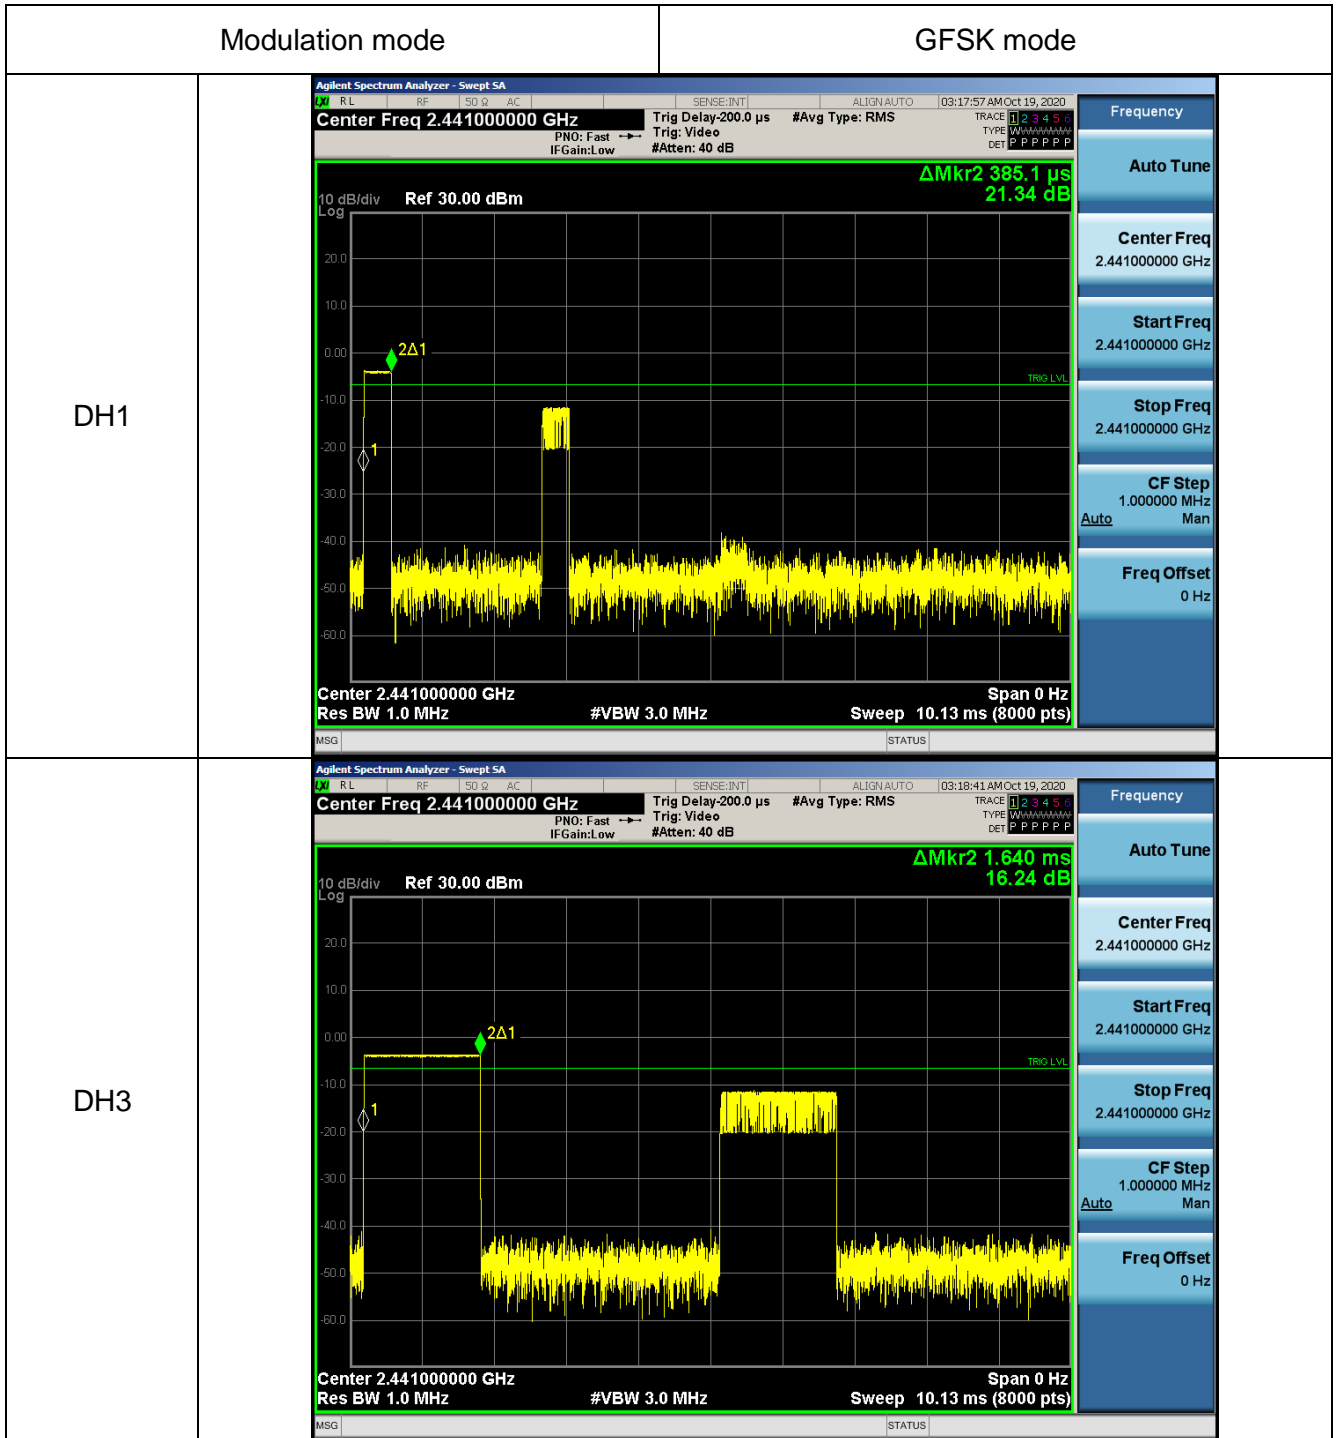 Modulation mode GFSK mode
DH1
Agilent Spectrum Analyzer - Swept SA
LXI RL RF 50 Ω AC SENSE:INT ALIGN AUTO 03:17:57 AM Oct 19, 2020
Center Freq 2.441000000 GHz Trig Delay-200.0 µs #Avg Type: RMS TRACE 1 2 3 4 5 6
PNO: Fast Trig: Video TYPE W
IFGain:Low #Atten: 40 dB DET P P P P P P
ΔMkr2 385.1 µs
21.34 dB
10 dB/div Ref 30.00 dBm
Log
20.0
10.0
0.00
2Δ1
TRIG LVL
-10.0
-20.0
1
-30.0
-40.0
-50.0
-60.0
Center 2.441000000 GHz Span 0 Hz
Res BW 1.0 MHz #VBW 3.0 MHz Sweep 10.13 ms (8000 pts)
MSG STATUS
Frequency
Auto Tune
Center Freq
2.441000000 GHz
Start Freq
2.441000000 GHz
Stop Freq
2.441000000 GHz
CF Step
1.000000 MHz
Auto Man
Freq Offset
0 Hz
DH3
Agilent Spectrum Analyzer - Swept SA
LXI RL RF 50 Ω AC SENSE:INT ALIGN AUTO 03:18:41 AM Oct 19, 2020
Center Freq 2.441000000 GHz Trig Delay-200.0 µs #Avg Type: RMS TRACE 1 2 3 4 5 6
PNO: Fast Trig: Video TYPE W
IFGain:Low #Atten: 40 dB DET P P P P P P
ΔMkr2 1.640 ms
16.24 dB
10 dB/div Ref 30.00 dBm
Log
20.0
10.0
0.00
2Δ1
TRIG LVL
-10.0
1
-20.0
-30.0
-40.0
-50.0
-60.0
Center 2.441000000 GHz Span 0 Hz
Res BW 1.0 MHz #VBW 3.0 MHz Sweep 10.13 ms (8000 pts)
MSG STATUS
Frequency
Auto Tune
Center Freq
2.441000000 GHz
Start Freq
2.441000000 GHz
Stop Freq
2.441000000 GHz
CF Step
1.000000 MHz
Auto Man
Freq Offset
0 Hz